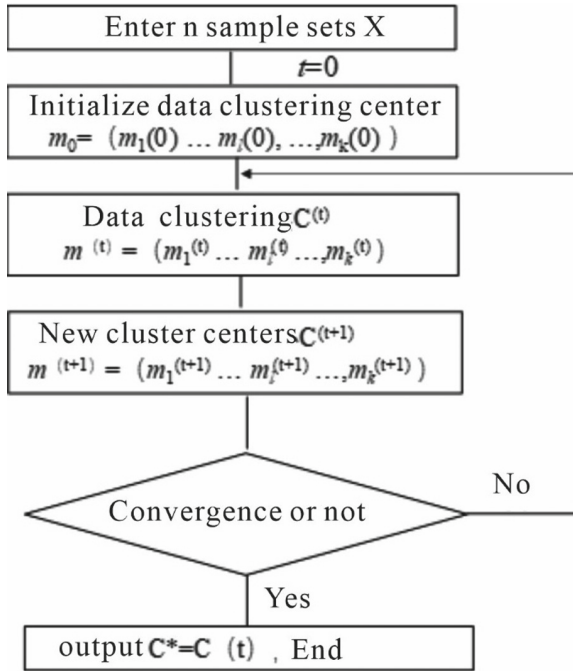 Enter n sample sets X
t=0
Initialize data clustering center
m₀= (m₁(0) ... mᵢ(0), ...,mₖ(0) )
Data clustering C⁽ᵗ⁾
m ⁽ᵗ⁾ = (m₁⁽ᵗ⁾ ... mᵢ⁽ᵗ⁾ ...,mₖ⁽ᵗ⁾ )
New cluster centers C⁽ᵗ⁺¹⁾
m ⁽ᵗ⁺¹⁾ = (m₁⁽ᵗ⁺¹⁾ ... mᵢ⁽ᵗ⁺¹⁾ ...,mₖ⁽ᵗ⁺¹⁾ )
Convergence or not
No
Yes
output C*=C (t) , End